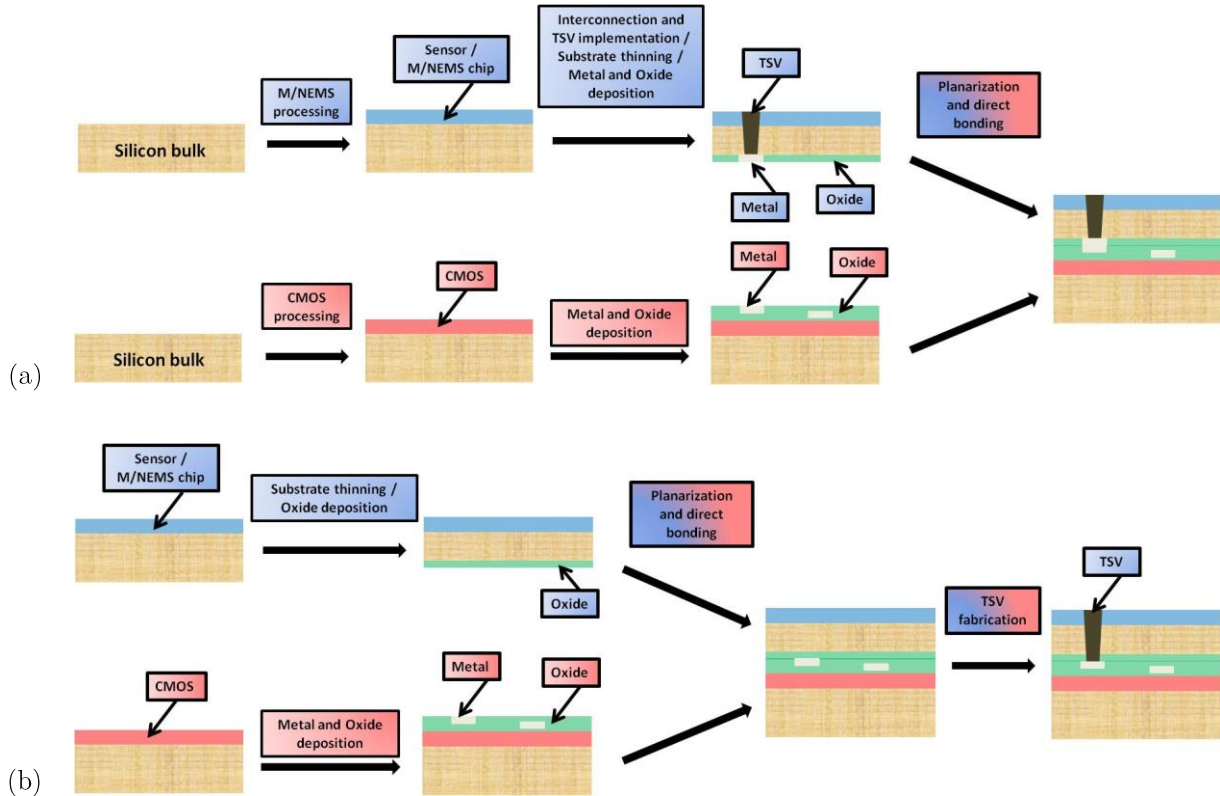 Silicon bulk
M/NEMS
processing
Sensor /
M/NEMS chip
Interconnection and
TSV implementation /
Substrate thinning /
Metal and Oxide
deposition
TSV
Metal
Oxide
Planarization
and direct
bonding
Silicon bulk
CMOS
processing
CMOS
Metal and Oxide
deposition
Metal
Oxide
(a)
Sensor /
M/NEMS chip
Substrate thinning /
Oxide deposition
Oxide
Planarization
and direct
bonding
CMOS
Metal and Oxide
deposition
Metal
Oxide
TSV
fabrication
TSV
(b)